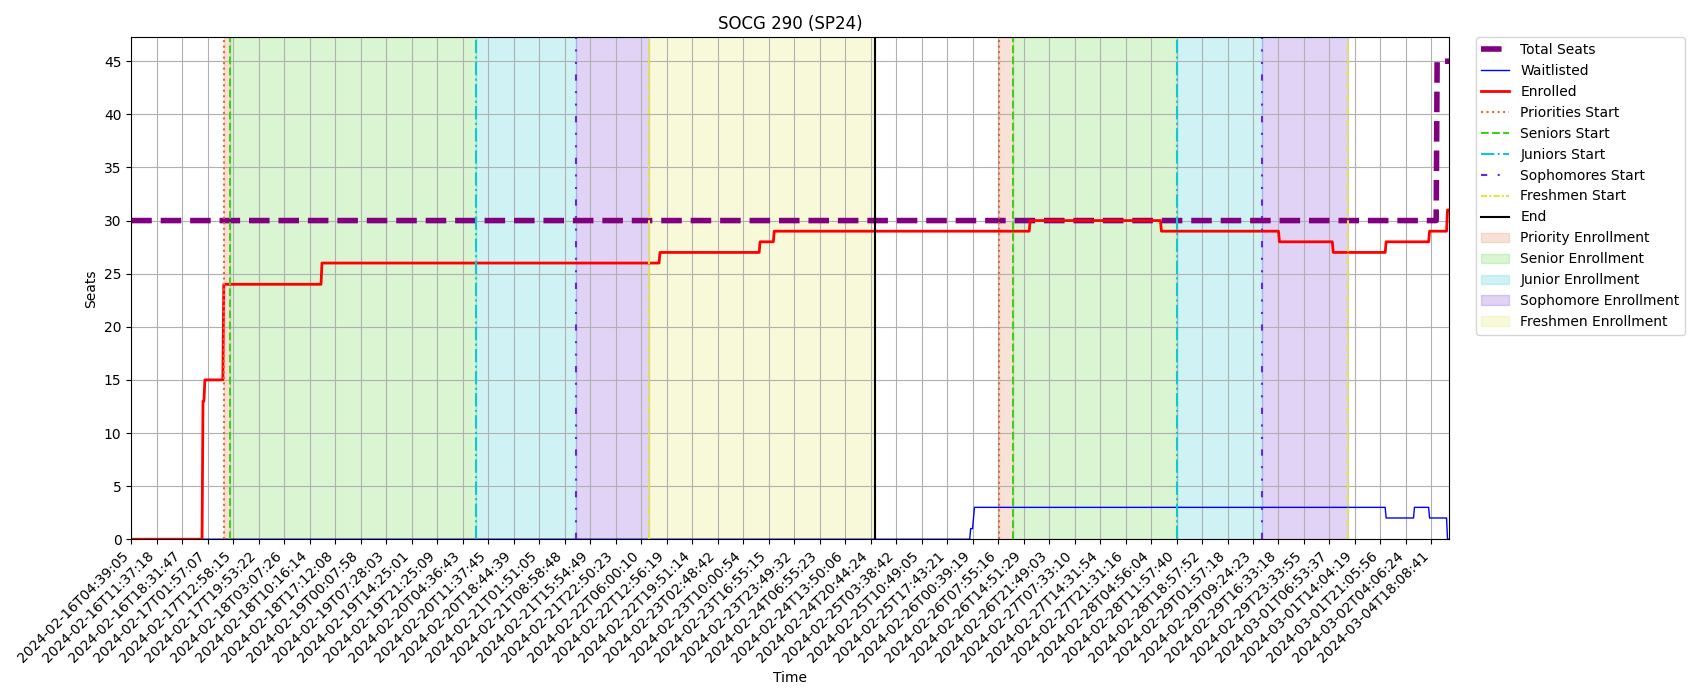 SOCG 290 (SP24)
Seats
45
40
35
30
25
20
15
10
5
0
2024-02-16T04:39:05
2024-02-16T11:37:18
2024-02-16T18:31:47
2024-02-17T01:57:07
2024-02-17T12:58:15
2024-02-17T19:53:22
2024-02-18T03:07:26
2024-02-18T10:16:14
2024-02-18T17:12:08
2024-02-19T00:07:58
2024-02-19T07:28:03
2024-02-19T14:25:01
2024-02-19T21:25:09
2024-02-20T04:36:43
2024-02-20T11:37:45
2024-02-20T18:44:39
2024-02-21T01:51:05
2024-02-21T08:58:48
2024-02-21T15:54:49
2024-02-21T22:50:23
2024-02-22T06:00:10
2024-02-22T12:56:19
2024-02-22T19:51:14
2024-02-23T02:48:42
2024-02-23T10:00:54
2024-02-23T16:55:15
2024-02-23T23:49:32
2024-02-24T06:55:23
2024-02-24T13:50:06
2024-02-24T20:44:24
2024-02-25T03:38:42
2024-02-25T10:49:05
2024-02-25T17:43:21
2024-02-26T00:39:19
2024-02-26T07:55:16
2024-02-26T14:51:29
2024-02-26T21:49:03
2024-02-27T07:33:10
2024-02-27T14:31:54
2024-02-27T21:31:16
2024-02-28T04:56:04
2024-02-28T11:57:40
2024-02-28T18:57:52
2024-02-29T01:57:18
2024-02-29T09:24:23
2024-02-29T16:33:18
2024-02-29T23:33:55
2024-03-01T06:53:37
2024-03-01T14:04:19
2024-03-01T21:05:56
2024-03-02T04:06:24
2024-03-04T18:08:41
Time
Total Seats
Waitlisted
Enrolled
Priorities Start
Seniors Start
Juniors Start
Sophomores Start
Freshmen Start
End
Priority Enrollment
Senior Enrollment
Junior Enrollment
Sophomore Enrollment
Freshmen Enrollment